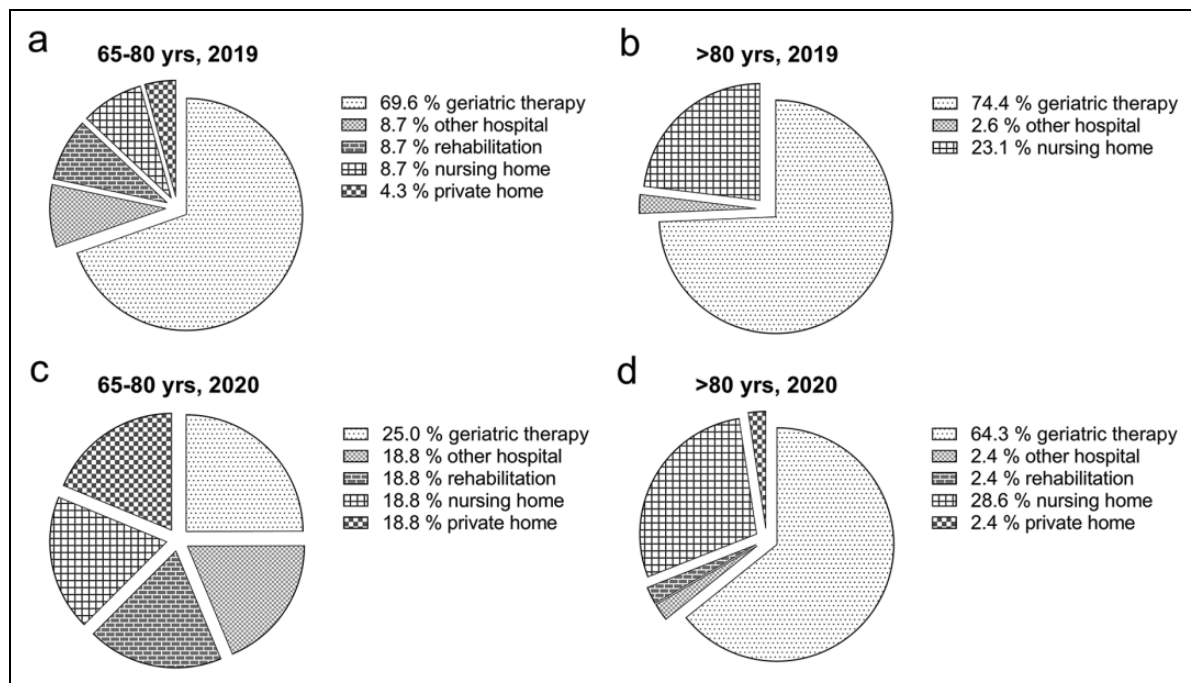 a
65-80 yrs, 2019
69.6 % geriatric therapy
8.7 % other hospital
8.7 % rehabilitation
8.7 % nursing home
4.3 % private home
b
>80 yrs, 2019
74.4 % geriatric therapy
2.6 % other hospital
23.1 % nursing home
c
65-80 yrs, 2020
25.0 % geriatric therapy
18.8 % other hospital
18.8 % rehabilitation
18.8 % nursing home
18.8 % private home
d
>80 yrs, 2020
64.3 % geriatric therapy
2.4 % other hospital
2.4 % rehabilitation
28.6 % nursing home
2.4 % private home